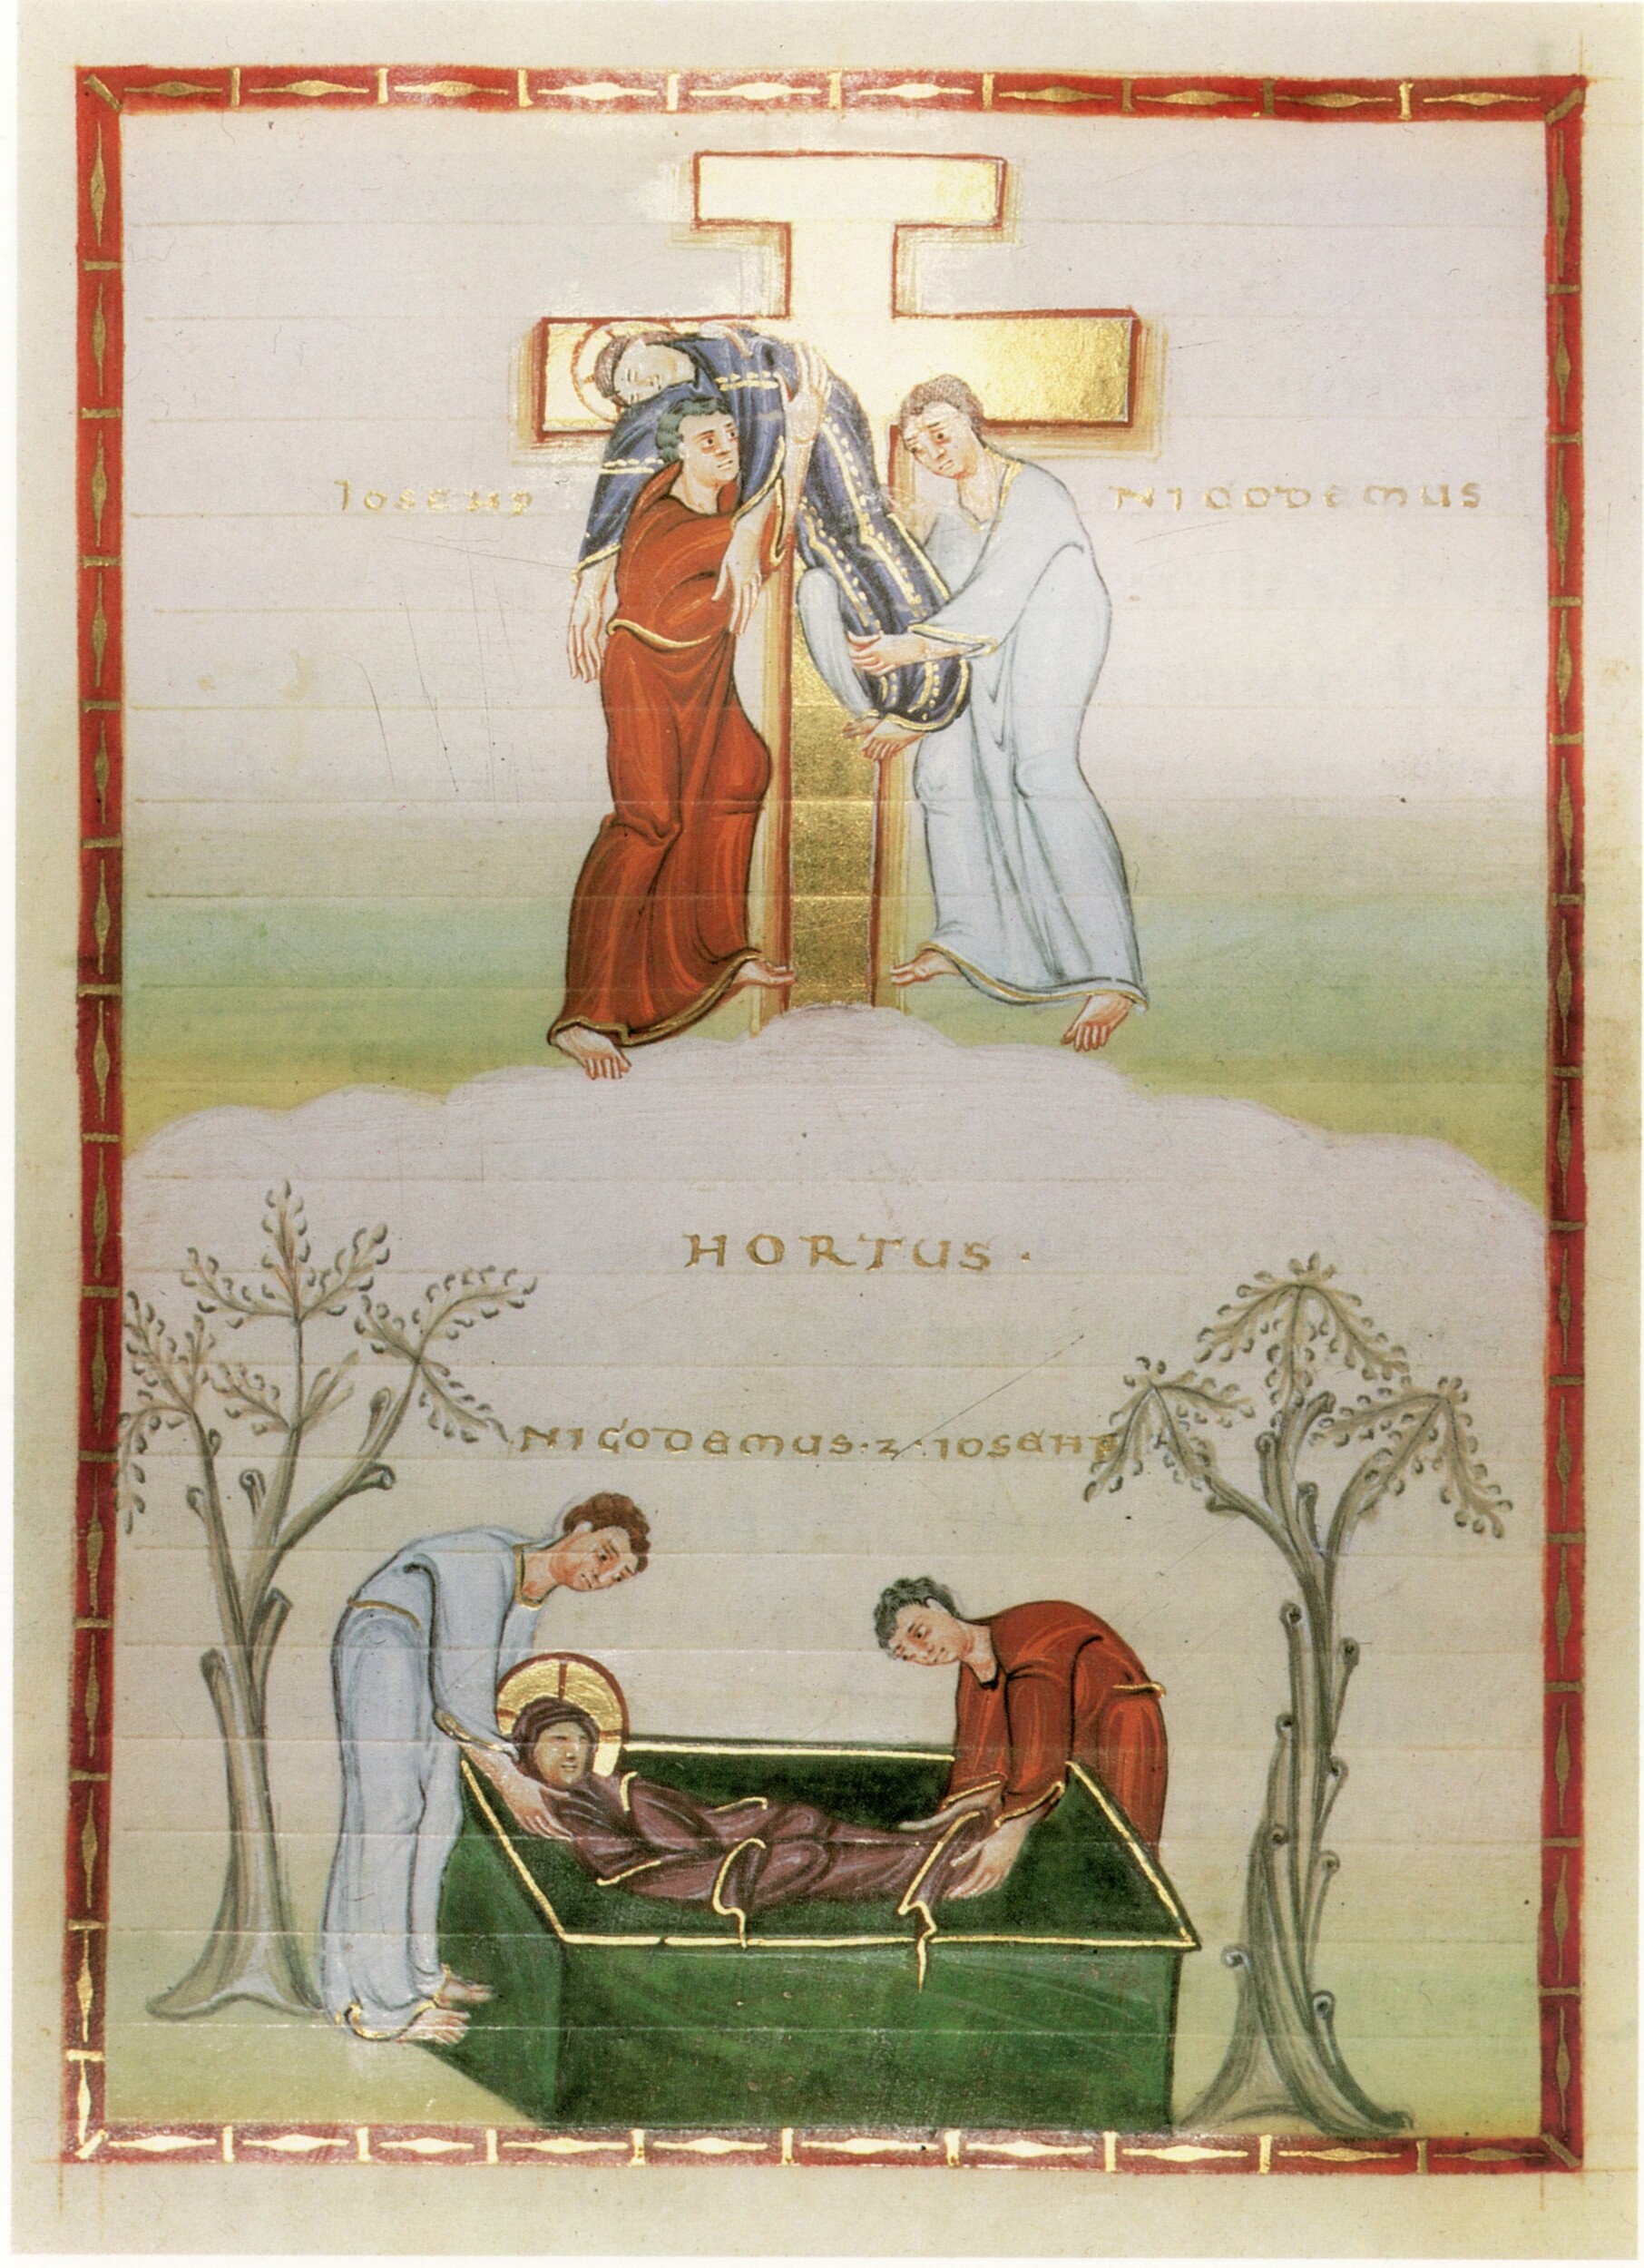 IOSEHP
NICODEMUS
HORTUS ·
NICODEMUS · ⁊ · IOSEHP